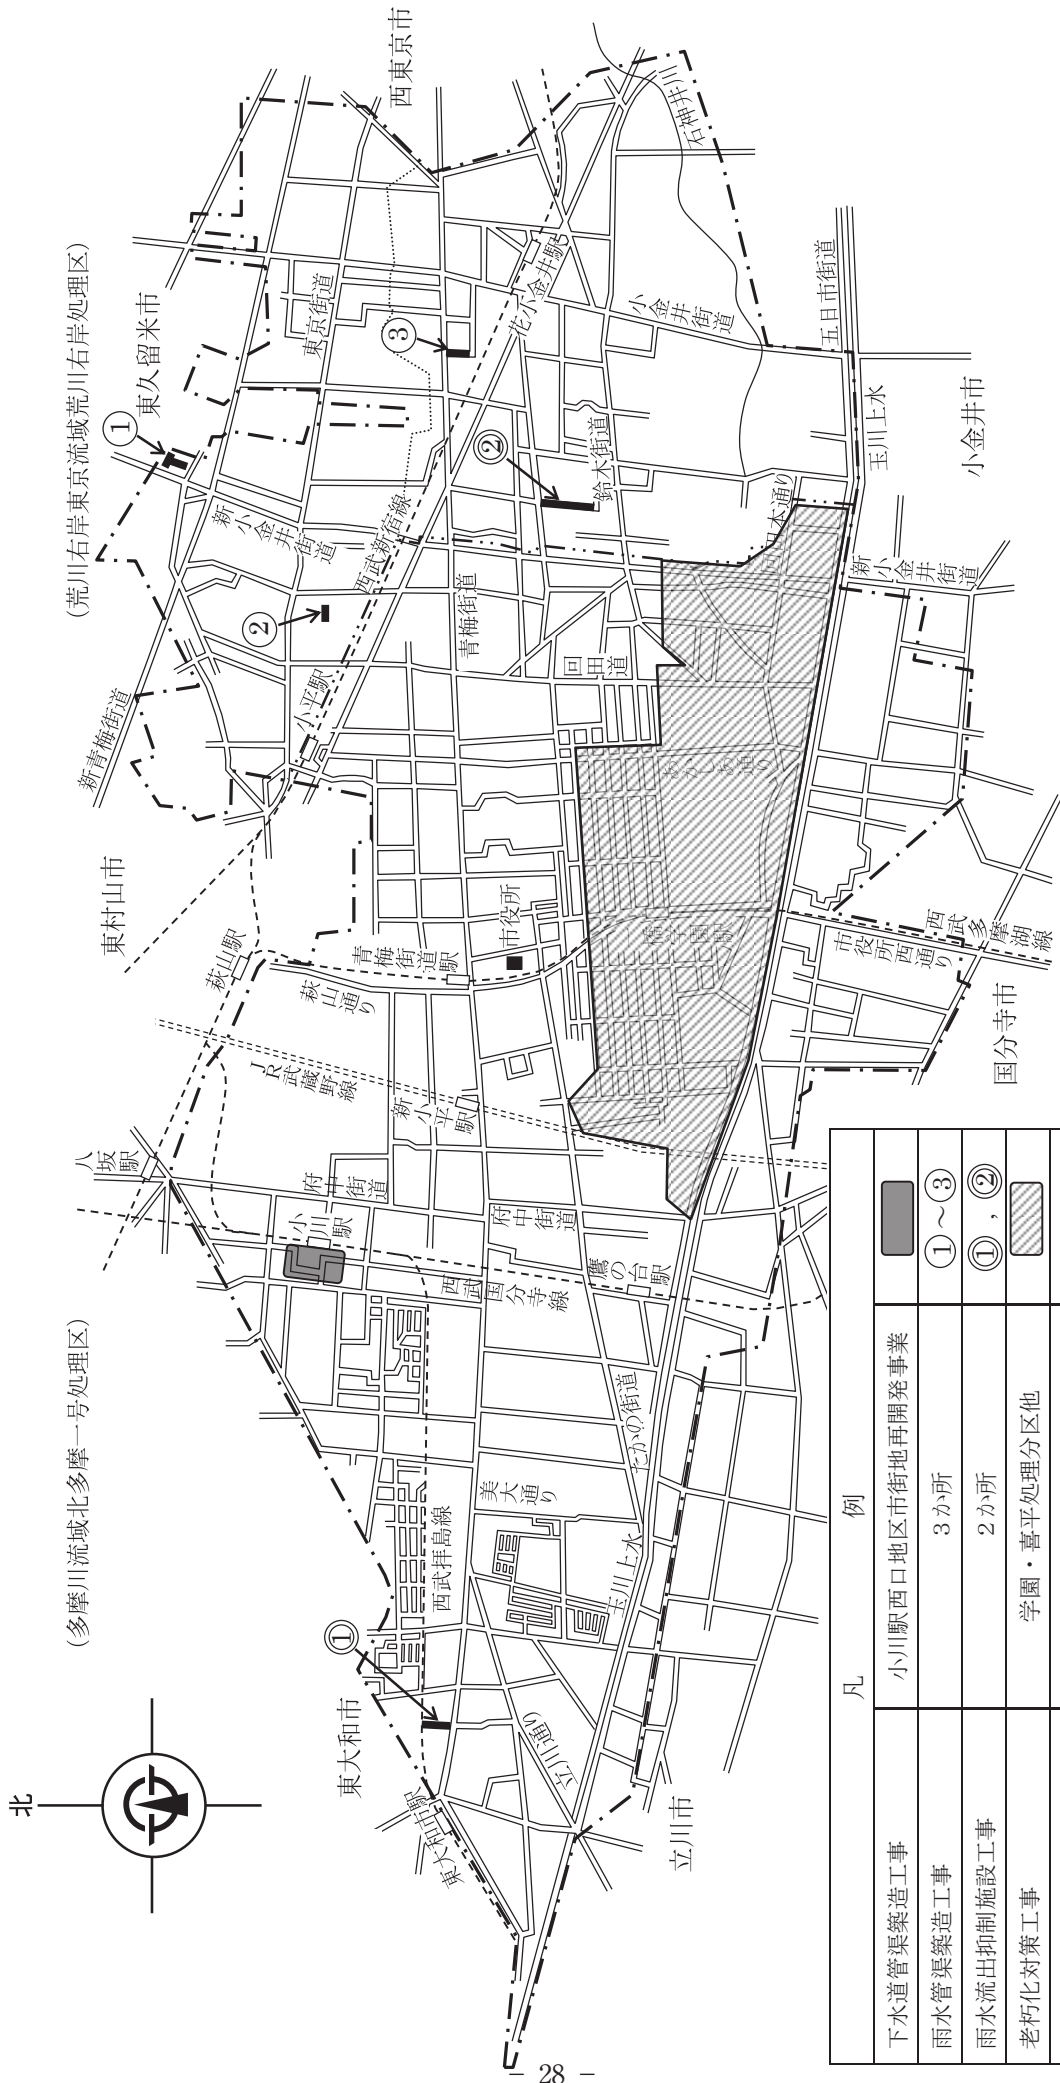 北
(多摩川流域北多摩一号処理区)
(荒川右岸東京流域荒川右岸処理区)
八坂駅
東村山市
新青梅街道
①
東久留米市
萩山駅
②
新小金井街道
東京街道
西東京市
小川駅
府中街道
JR武蔵野線
萩山通り
小平駅
西武新宿線
③
東大和市
①
青梅街道駅
新小平駅
青梅街道
西武拝島線
東大和市駅
西武国分寺線
府中街道
市役所
②
花小金井駅
美大通り
回田道
鈴木街道
立川通り
玉川上水
たかの街道
鷹の台駅
一橋学園駅
あかしあ通り
小金井街道
石神井川
立川市
市役所西通り
西武多摩湖線
新小金井街道
玉川上水
五日市街道
国分寺市
小金井市
凡 例
下水道管渠築造工事 小川駅西口地区市街地再開発事業
雨水管渠築造工事 3か所 ①～③
雨水流出抑制施設工事 2か所 ①，②
老朽化対策工事 学園・喜平処理分区他
− 28 −